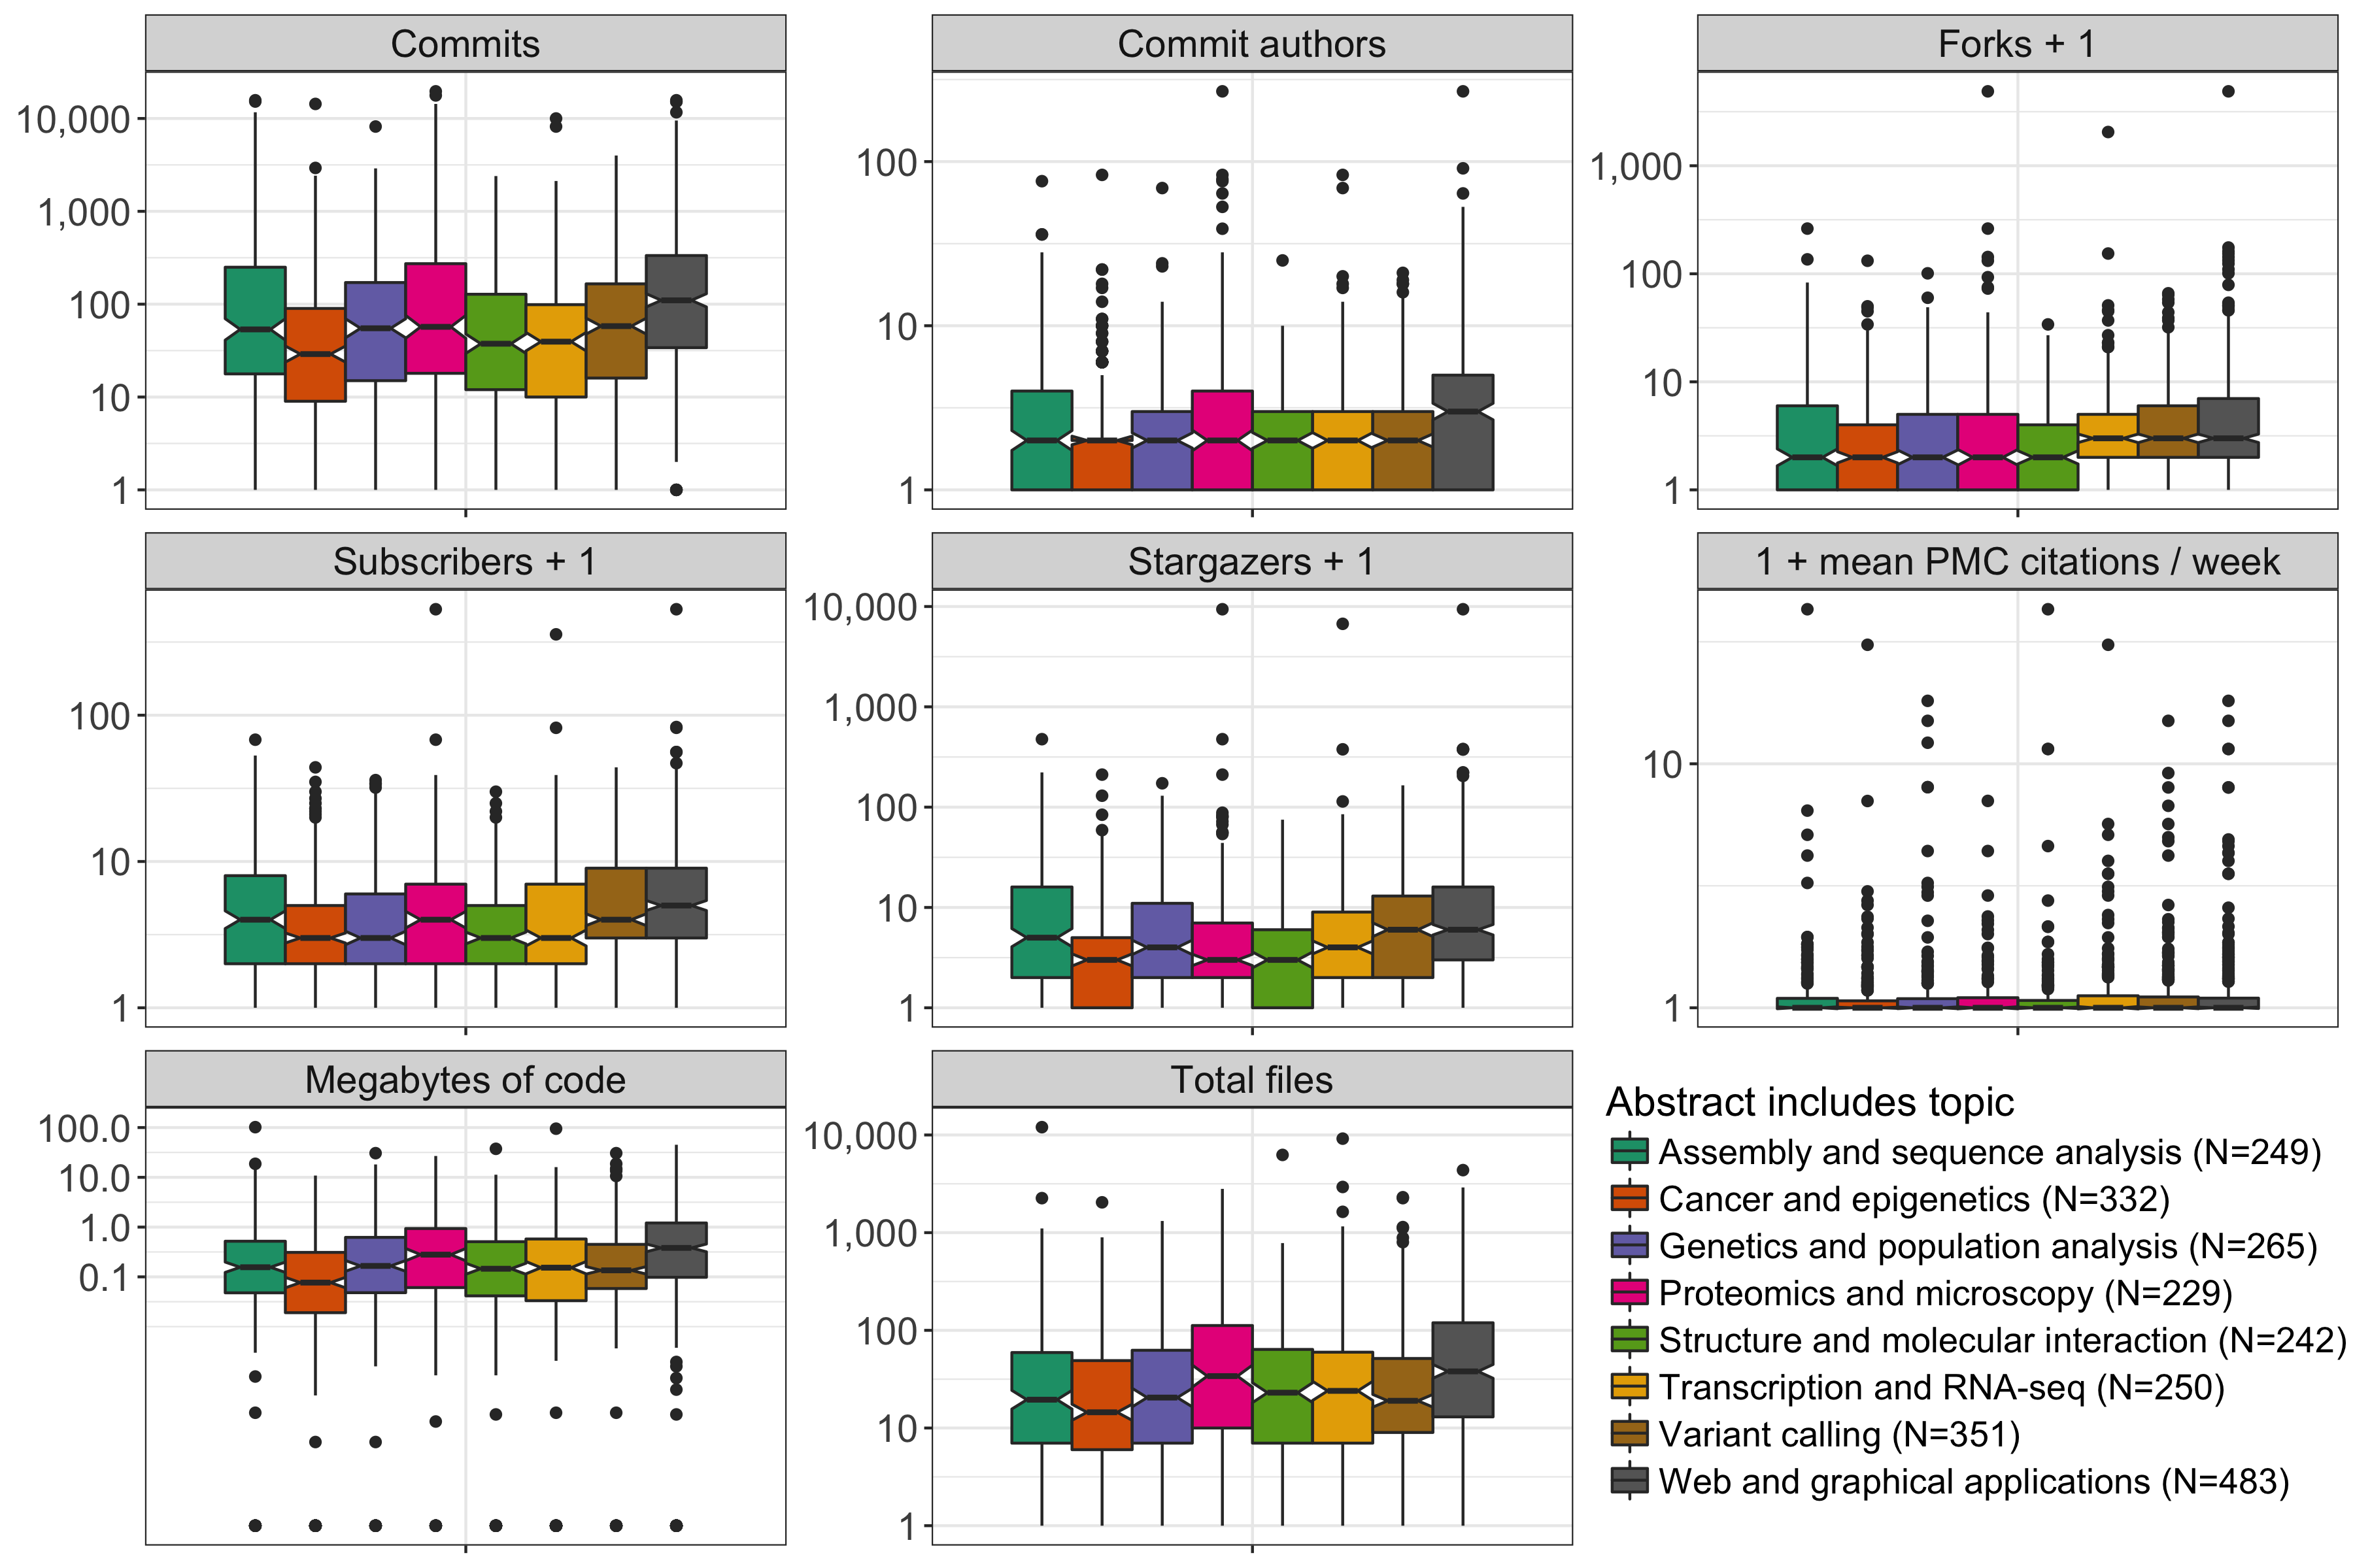 Commits
10,000
1,000
100
10
1
Commit authors
100
10
1
Forks + 1
1,000
100
10
1
Subscribers + 1
100
10
1
Stargazers + 1
10,000
1,000
100
10
1
1 + mean PMC citations / week
10
1
Megabytes of code
100.0
10.0
1.0
0.1
Total files
10,000
1,000
100
10
1
Abstract includes topic
Assembly and sequence analysis (N=249)
Cancer and epigenetics (N=332)
Genetics and population analysis (N=265)
Proteomics and microscopy (N=229)
Structure and molecular interaction (N=242)
Transcription and RNA-seq (N=250)
Variant calling (N=351)
Web and graphical applications (N=483)